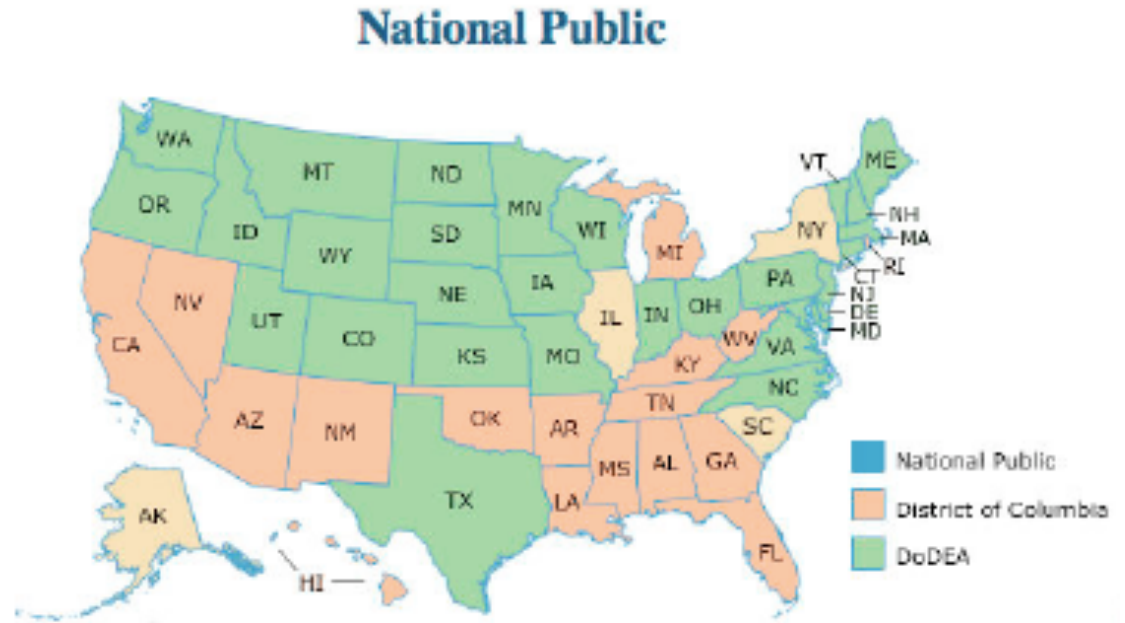 National Public
WA
MT
ND
ME
VT
OR
MN
ID
SD
WI
NY
NH
MA
WY
MI
RI
CT
IA
NE
PA
NJ
NV
UT
IL
IN
OH
DE
MD
CO
CA
KS
MO
WV
VA
KY
NC
TN
AZ
NM
OK
AR
SC
MS
AL
GA
National Public
TX
LA
AK
District of Columbia
FL
DoDEA
HI